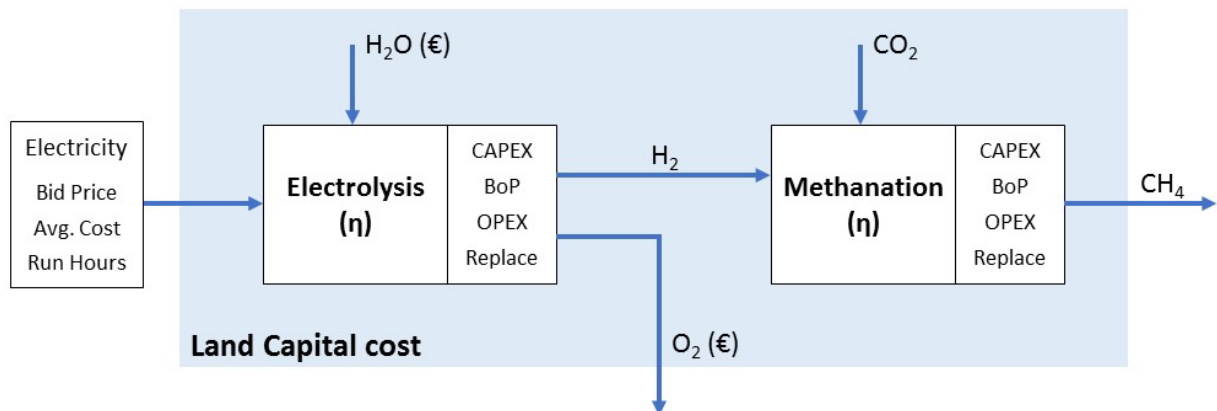 H₂O (€)
CO₂
Electricity
Bid Price
Avg. Cost
Run Hours
Electrolysis
(η)
CAPEX
BoP
OPEX
Replace
H₂
Methanation
(η)
CAPEX
BoP
OPEX
Replace
CH₄
Land Capital cost
O₂ (€)